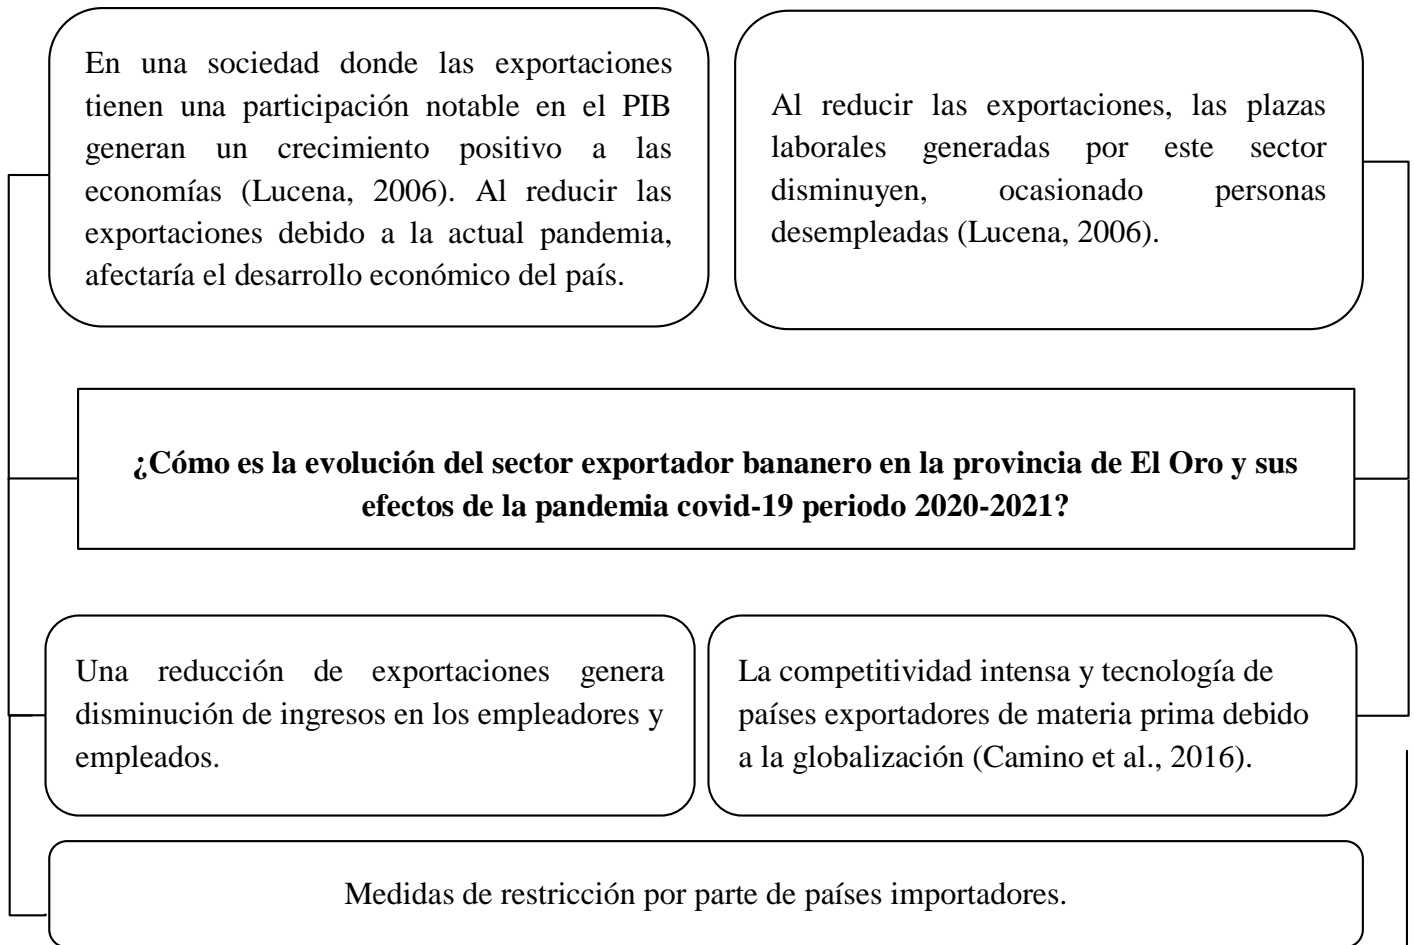 En una sociedad donde las exportaciones
tienen una participación notable en el PIB
generan un crecimiento positivo a las
economías (Lucena, 2006). Al reducir las
exportaciones debido a la actual pandemia,
afectaría el desarrollo económico del país.
Al reducir las exportaciones, las plazas
laborales generadas por este sector
disminuyen, ocasionado personas
desempleadas (Lucena, 2006).
¿Cómo es la evolución del sector exportador bananero en la provincia de El Oro y sus
efectos de la pandemia covid-19 periodo 2020-2021?
Una reducción de exportaciones genera
disminución de ingresos en los empleadores y
empleados.
La competitividad intensa y tecnología de
países exportadores de materia prima debido
a la globalización (Camino et al., 2016).
Medidas de restricción por parte de países importadores.